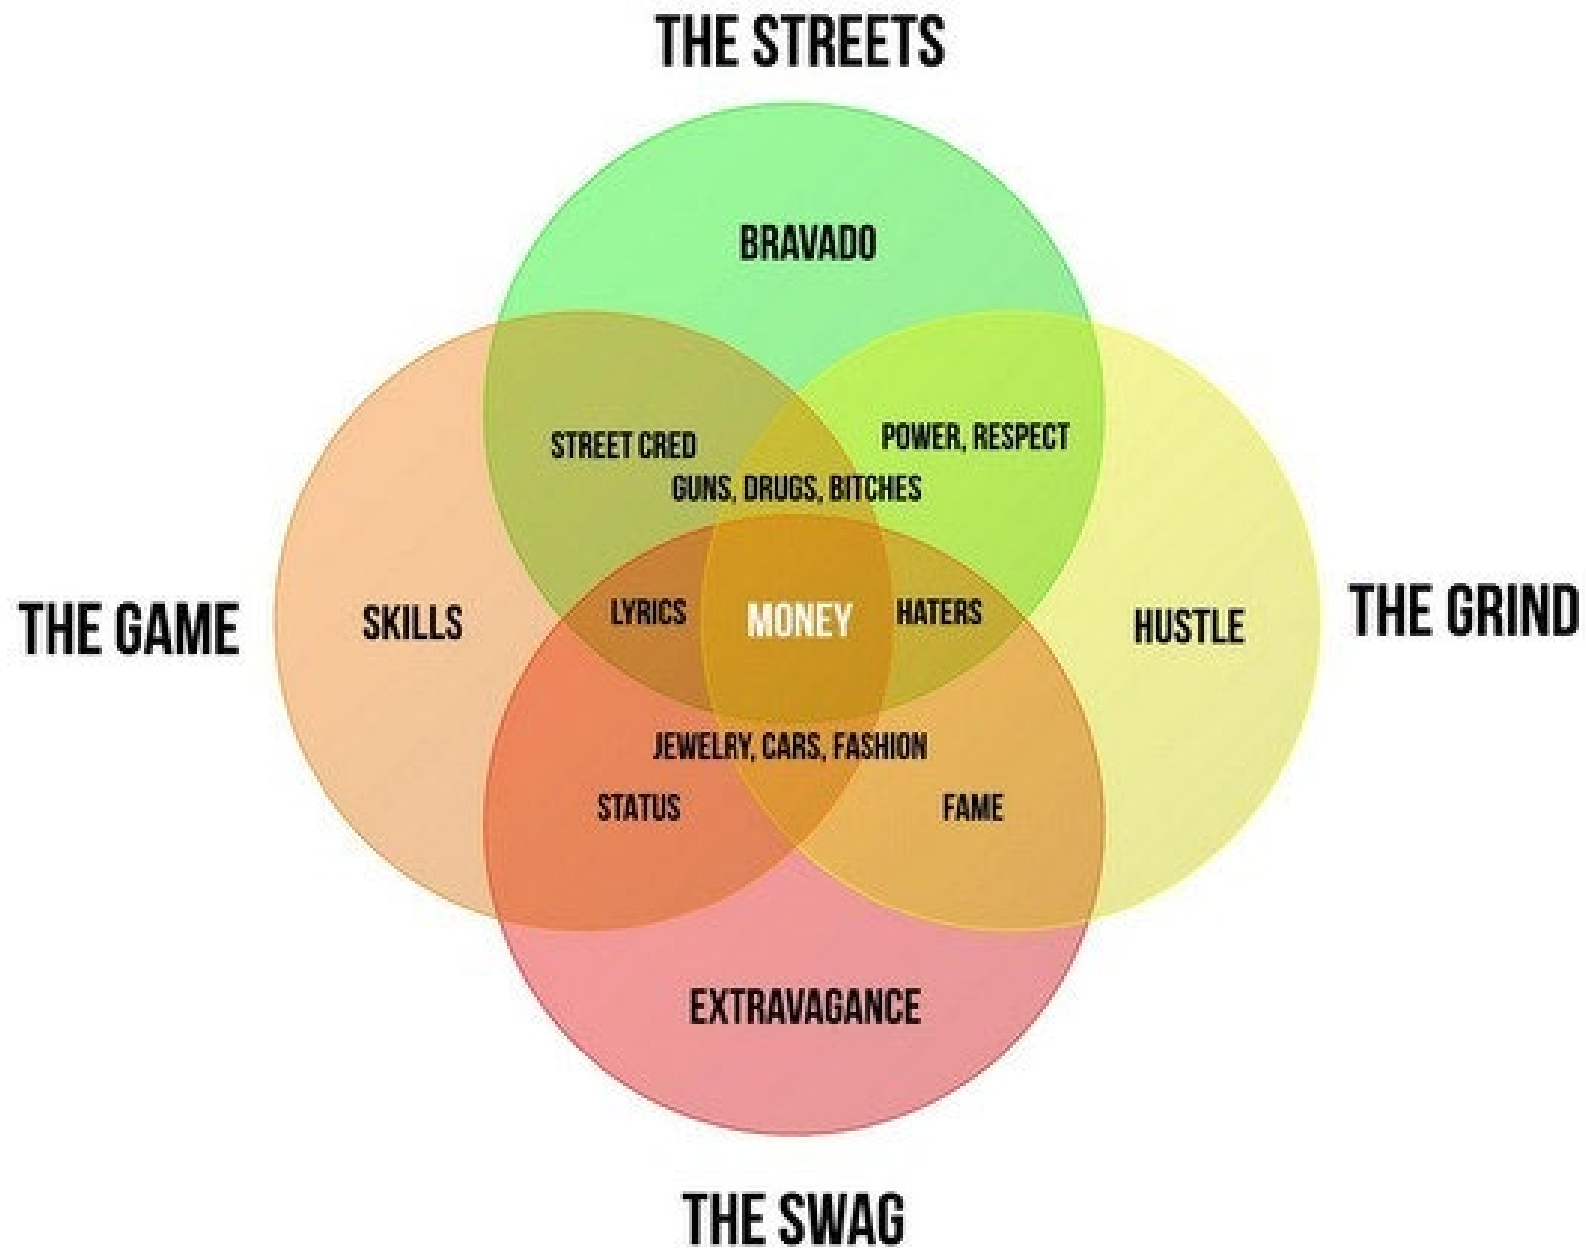 THE STREETS
BRAVADO
STREET CRED
POWER, RESPECT
GUNS, DRUGS, BITCHES
THE GAME
SKILLS
LYRICS
MONEY
HATERS
HUSTLE
THE GRIND
JEWELRY, CARS, FASHION
STATUS
FAME
EXTRAVAGANCE
THE SWAG